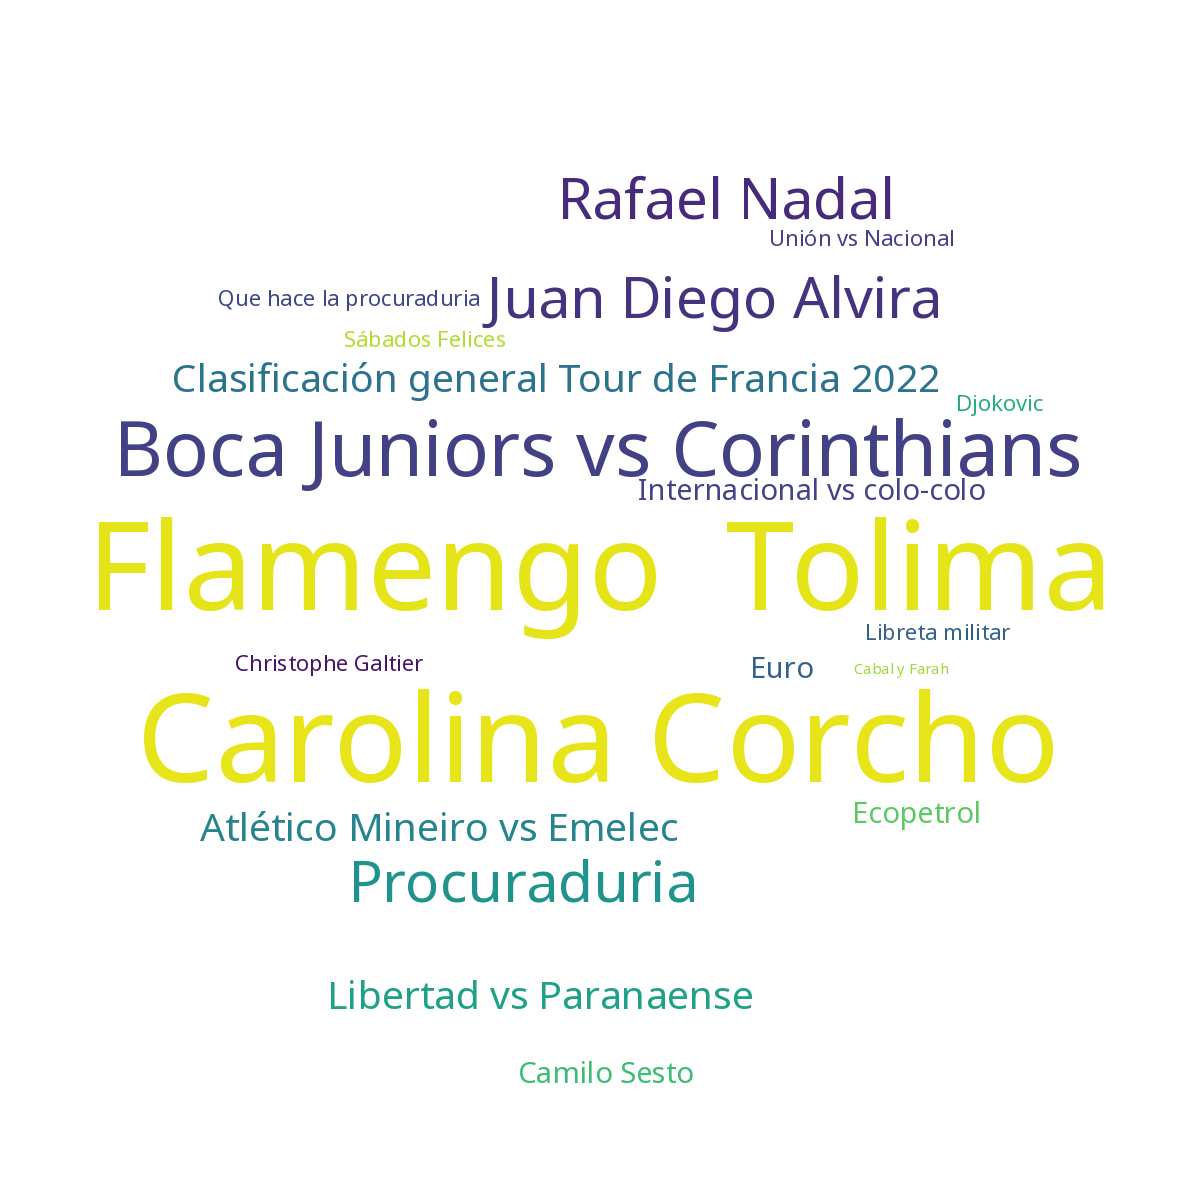 Rafael Nadal
Unión vs Nacional
Que hace la procuraduria
Juan Diego Alvira
Sábados Felices
Clasificación general Tour de Francia 2022
Djokovic
Boca Juniors vs Corinthians
Internacional vs colo-colo
Flamengo Tolima
Libreta militar
Christophe Galtier
Euro
Cabal y Farah
Carolina Corcho
Ecopetrol
Atlético Mineiro vs Emelec
Procuraduria
Libertad vs Paranaense
Camilo Sesto